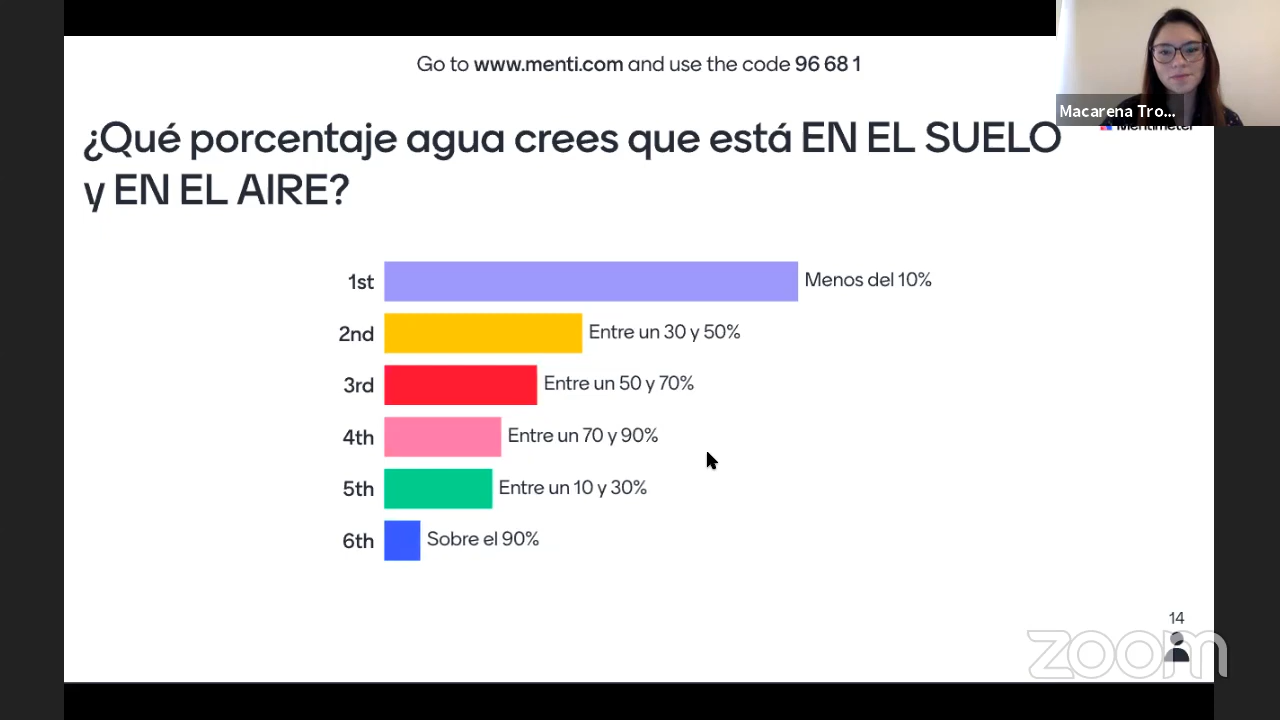 Go to www.menti.com and use the code 96 68 1
Macarena Tro...
Mentimeter
¿Qué porcentaje agua crees que está EN EL SUELO
y EN EL AIRE?
1st Menos del 10%
2nd Entre un 30 y 50%
3rd Entre un 50 y 70%
4th Entre un 70 y 90%
5th Entre un 10 y 30%
6th Sobre el 90%
14
zoom